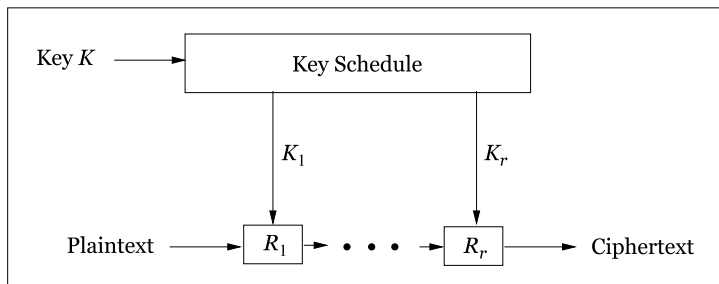 Key K
Key Schedule
K₁
Kᵣ
Plaintext
R₁
• • •
Rᵣ
Ciphertext